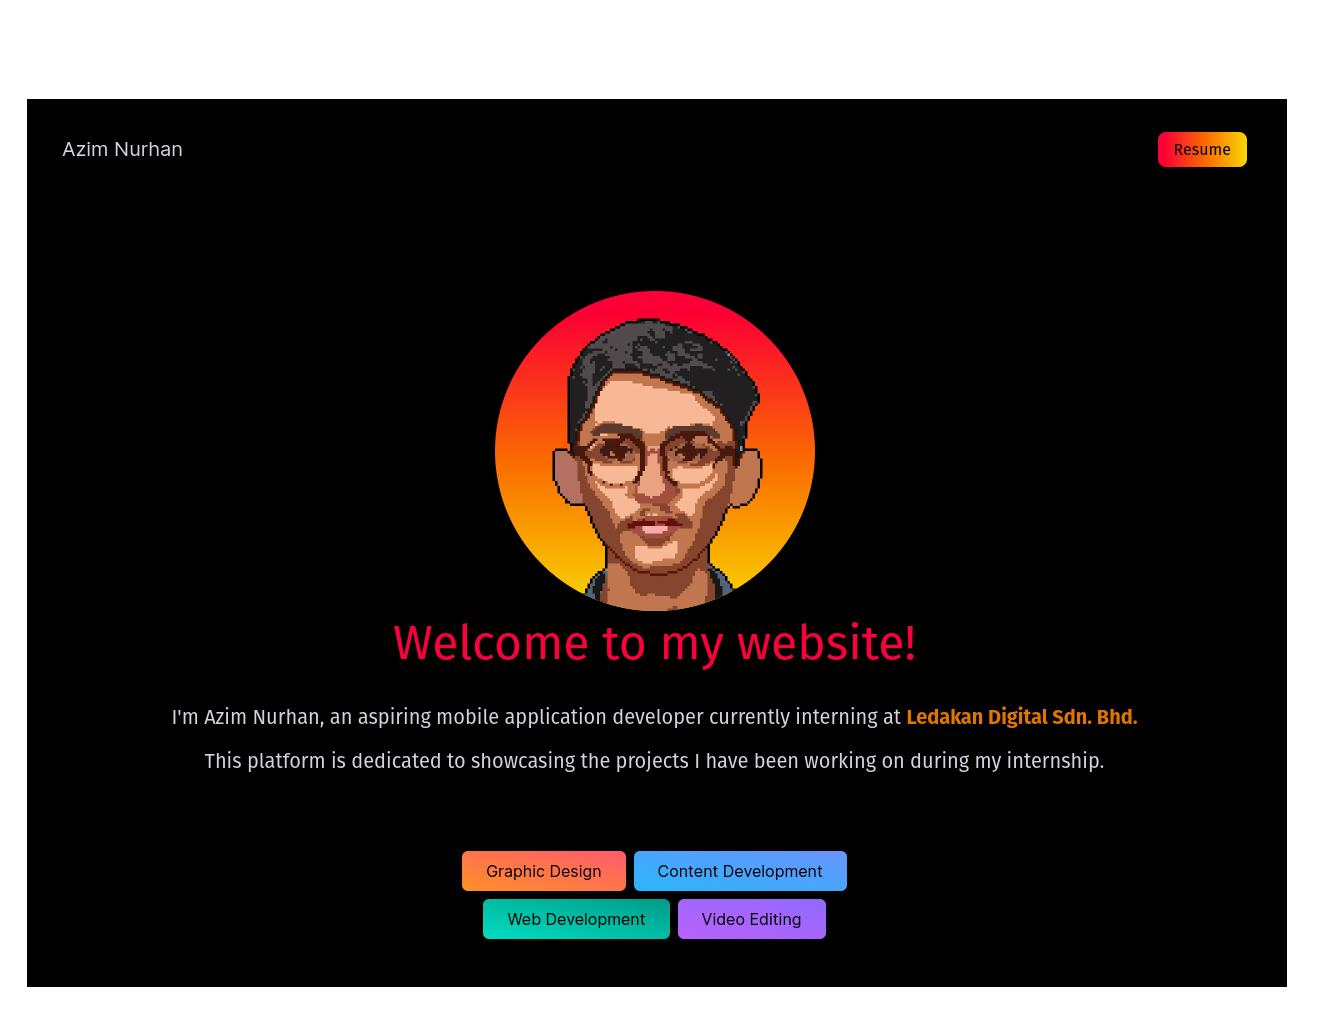 Azim Nurhan
Resume
Welcome to my website!
I'm Azim Nurhan, an aspiring mobile application developer currently interning at Ledakan Digital Sdn. Bhd.
This platform is dedicated to showcasing the projects I have been working on during my internship.
Graphic Design
Content Development
Web Development
Video Editing